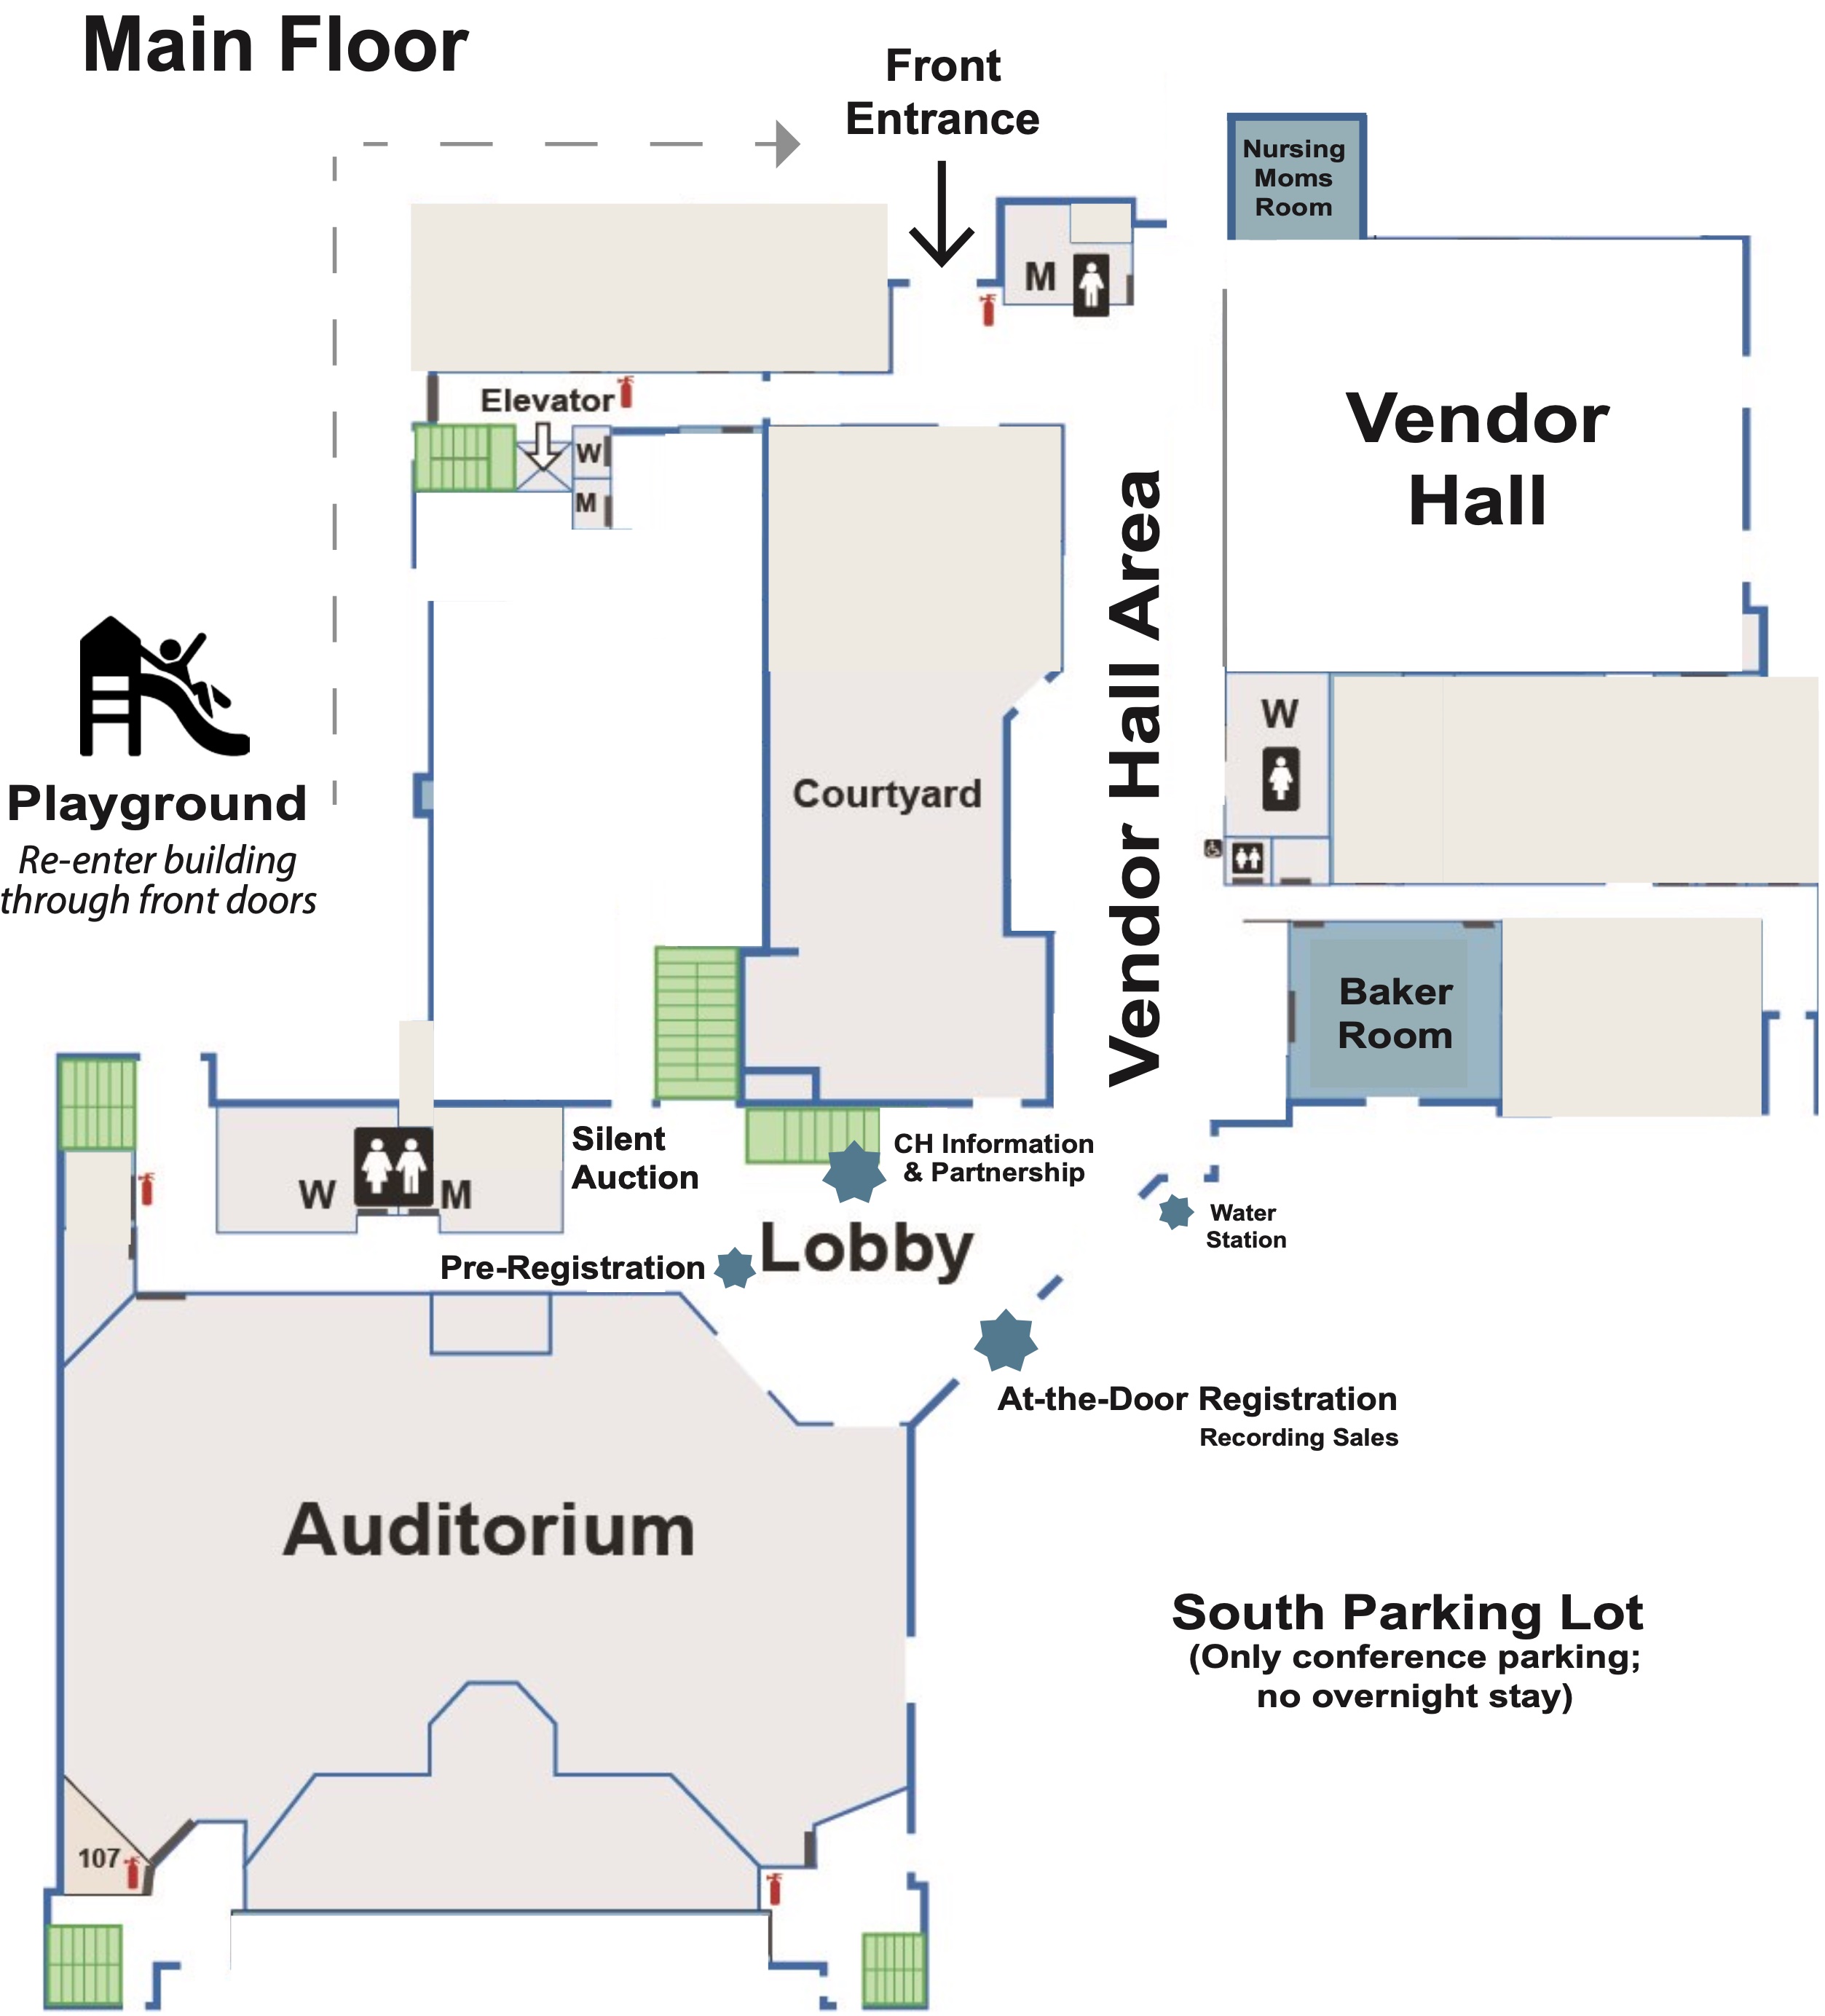 Main Floor
Front
Entrance
Nursing
Moms
Room
M
Elevator
W
M
Vendor
Hall
Vendor Hall Area
W
Courtyard
Playground
Re-enter building
through front doors
Baker
Room
Silent
Auction
W
M
CH Information
& Partnership
Water
Station
Pre-Registration
Lobby
At-the-Door Registration
Recording Sales
Auditorium
South Parking Lot
(Only conference parking;
no overnight stay)
107